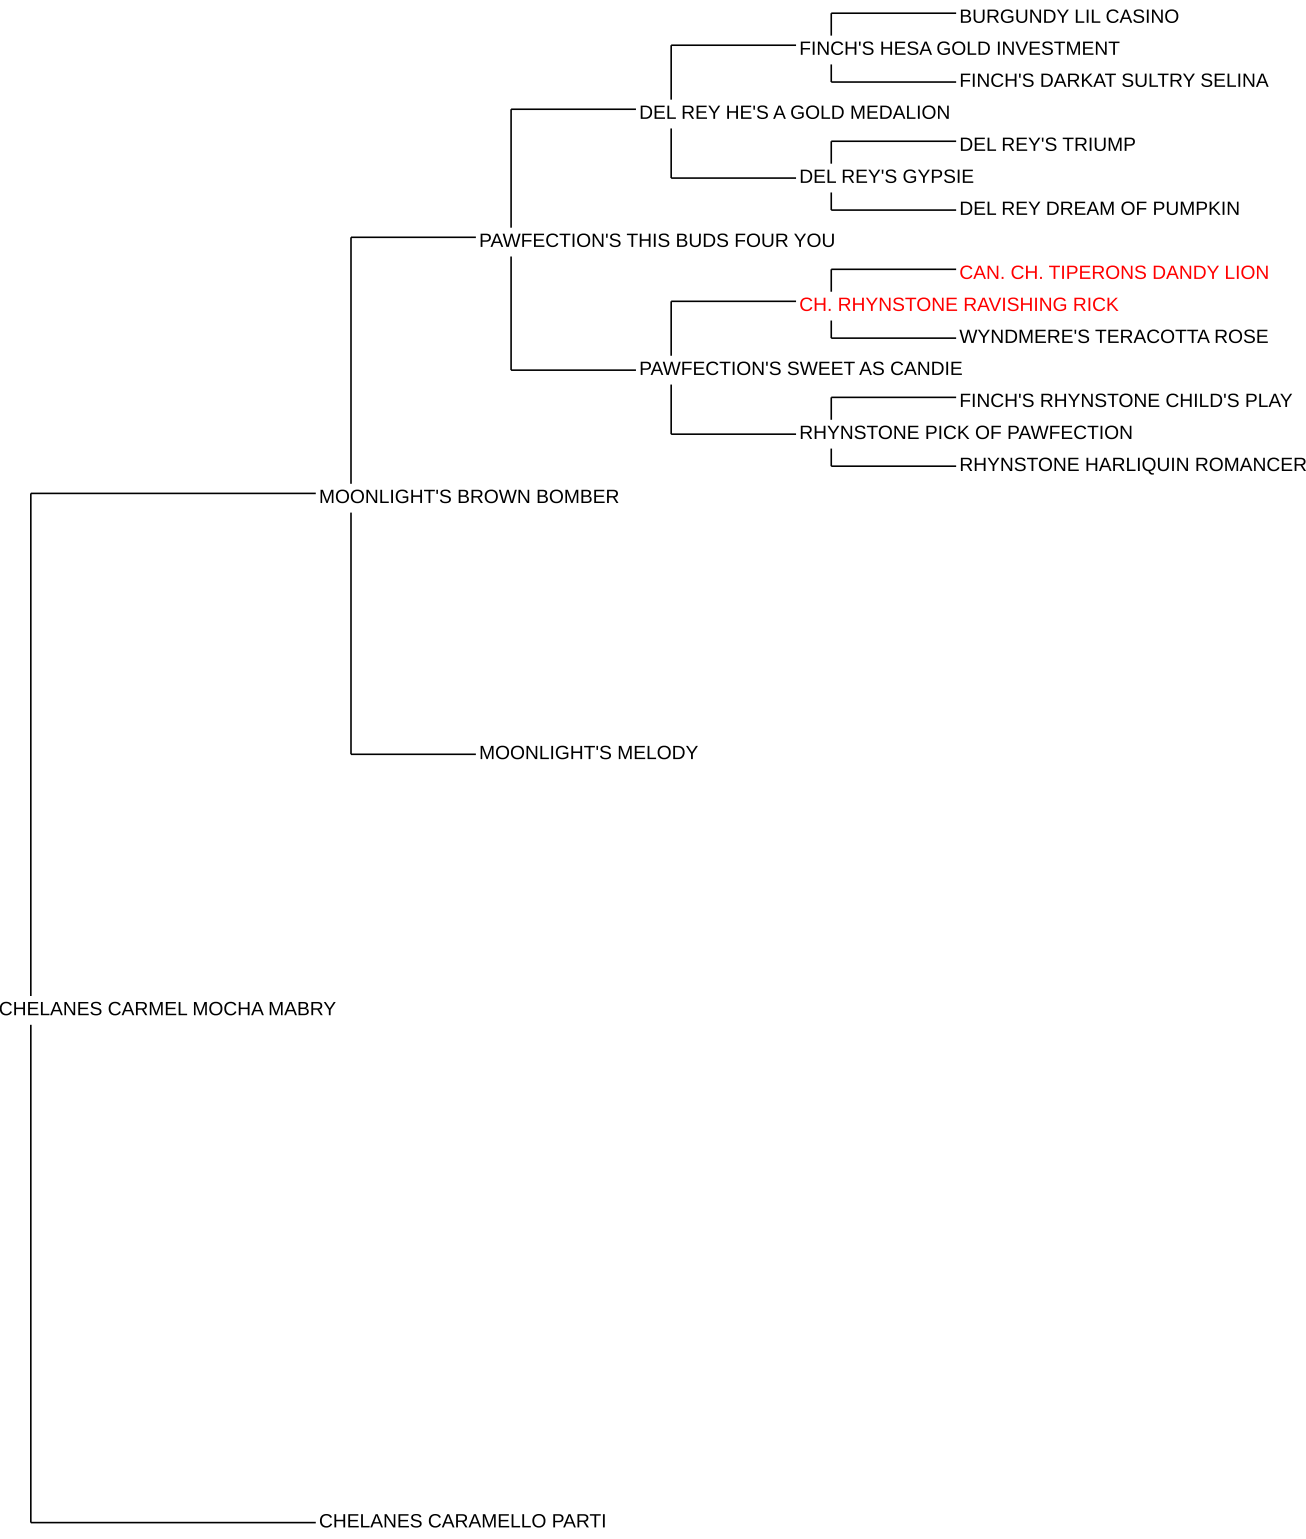 BURGUNDY LIL CASINO
FINCH'S HESA GOLD INVESTMENT
FINCH'S DARKAT SULTRY SELINA
DEL REY HE'S A GOLD MEDALION
DEL REY'S TRIUMP
DEL REY'S GYPSIE
DEL REY DREAM OF PUMPKIN
PAWFECTION'S THIS BUDS FOUR YOU
CAN. CH. TIPERONS DANDY LION
CH. RHYNSTONE RAVISHING RICK
WYNDMERE'S TERACOTTA ROSE
PAWFECTION'S SWEET AS CANDIE
FINCH'S RHYNSTONE CHILD'S PLAY
RHYNSTONE PICK OF PAWFECTION
RHYNSTONE HARLIQUIN ROMANCER
MOONLIGHT'S BROWN BOMBER
MOONLIGHT'S MELODY
CHELANES CARMEL MOCHA MABRY
CHELANES CARAMELLO PARTI